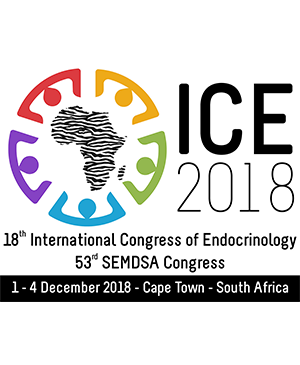 ICE
2018
18th International Congress of Endocrinology
53rd SEMDSA Congress
1 - 4 December 2018 - Cape Town - South Africa